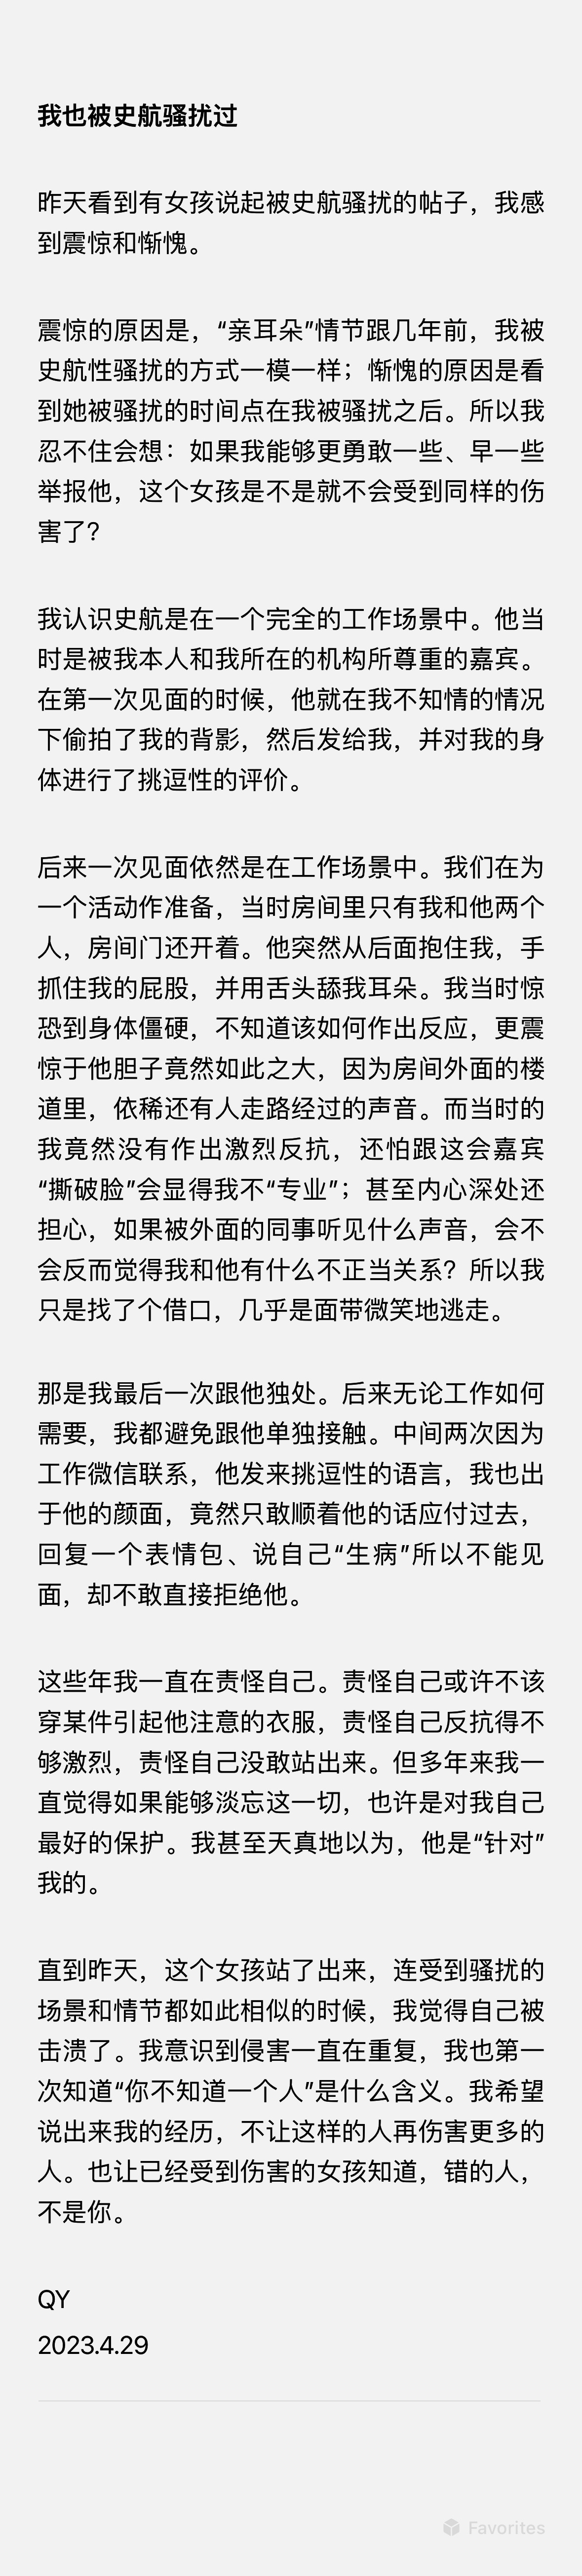 我也被史航骚扰过
昨天看到有女孩说起被史航骚扰的帖子，我感
到震惊和惭愧。
震惊的原因是，“亲耳朵”情节跟几年前，我被
史航性骚扰的方式一模一样；惭愧的原因是看
到她被骚扰的时间点在我被骚扰之后。所以我
忍不住会想：如果我能够更勇敢一些、早一些
举报他，这个女孩是不是就不会受到同样的伤
害了？
我认识史航是在一个完全的工作场景中。他当
时是被我本人和我所在的机构所尊重的嘉宾。
在第一次见面的时候，他就在我不知情的情况
下偷拍了我的背影，然后发给我，并对我的身
体进行了挑逗性的评价。
后来一次见面依然是在工作场景中。我们在为
一个活动作准备，当时房间里只有我和他两个
人，房间门还开着。他突然从后面抱住我，手
抓住我的屁股，并用舌头舔我耳朵。我当时惊
恐到身体僵硬，不知道该如何作出反应，更震
惊于他胆子竟然如此之大，因为房间外面的楼
道里，依稀还有人走路经过的声音。而当时的
我竟然没有作出激烈反抗，还怕跟这会嘉宾
“撕破脸”会显得我不“专业”；甚至内心深处还
担心，如果被外面的同事听见什么声音，会不
会反而觉得我和他有什么不正当关系？所以我
只是找了个借口，几乎是面带微笑地逃走。
那是我最后一次跟他独处。后来无论工作如何
需要，我都避免跟他单独接触。中间两次因为
工作微信联系，他发来挑逗性的语言，我也出
于他的颜面，竟然只敢顺着他的话应付过去，
回复一个表情包、说自己“生病”所以不能见
面，却不敢直接拒绝他。
这些年我一直在责怪自己。责怪自己或许不该
穿某件引起他注意的衣服，责怪自己反抗得不
够激烈，责怪自己没敢站出来。但多年来我一
直觉得如果能够淡忘这一切，也许是对我自己
最好的保护。我甚至天真地以为，他是“针对”
我的。
直到昨天，这个女孩站了出来，连受到骚扰的
场景和情节都如此相似的时候，我觉得自己被
击溃了。我意识到侵害一直在重复，我也第一
次知道“你不知道一个人”是什么含义。我希望
说出来我的经历，不让这样的人再伤害更多的
人。也让已经受到伤害的女孩知道，错的人，
不是你。
QY
2023.4.29
Favorites